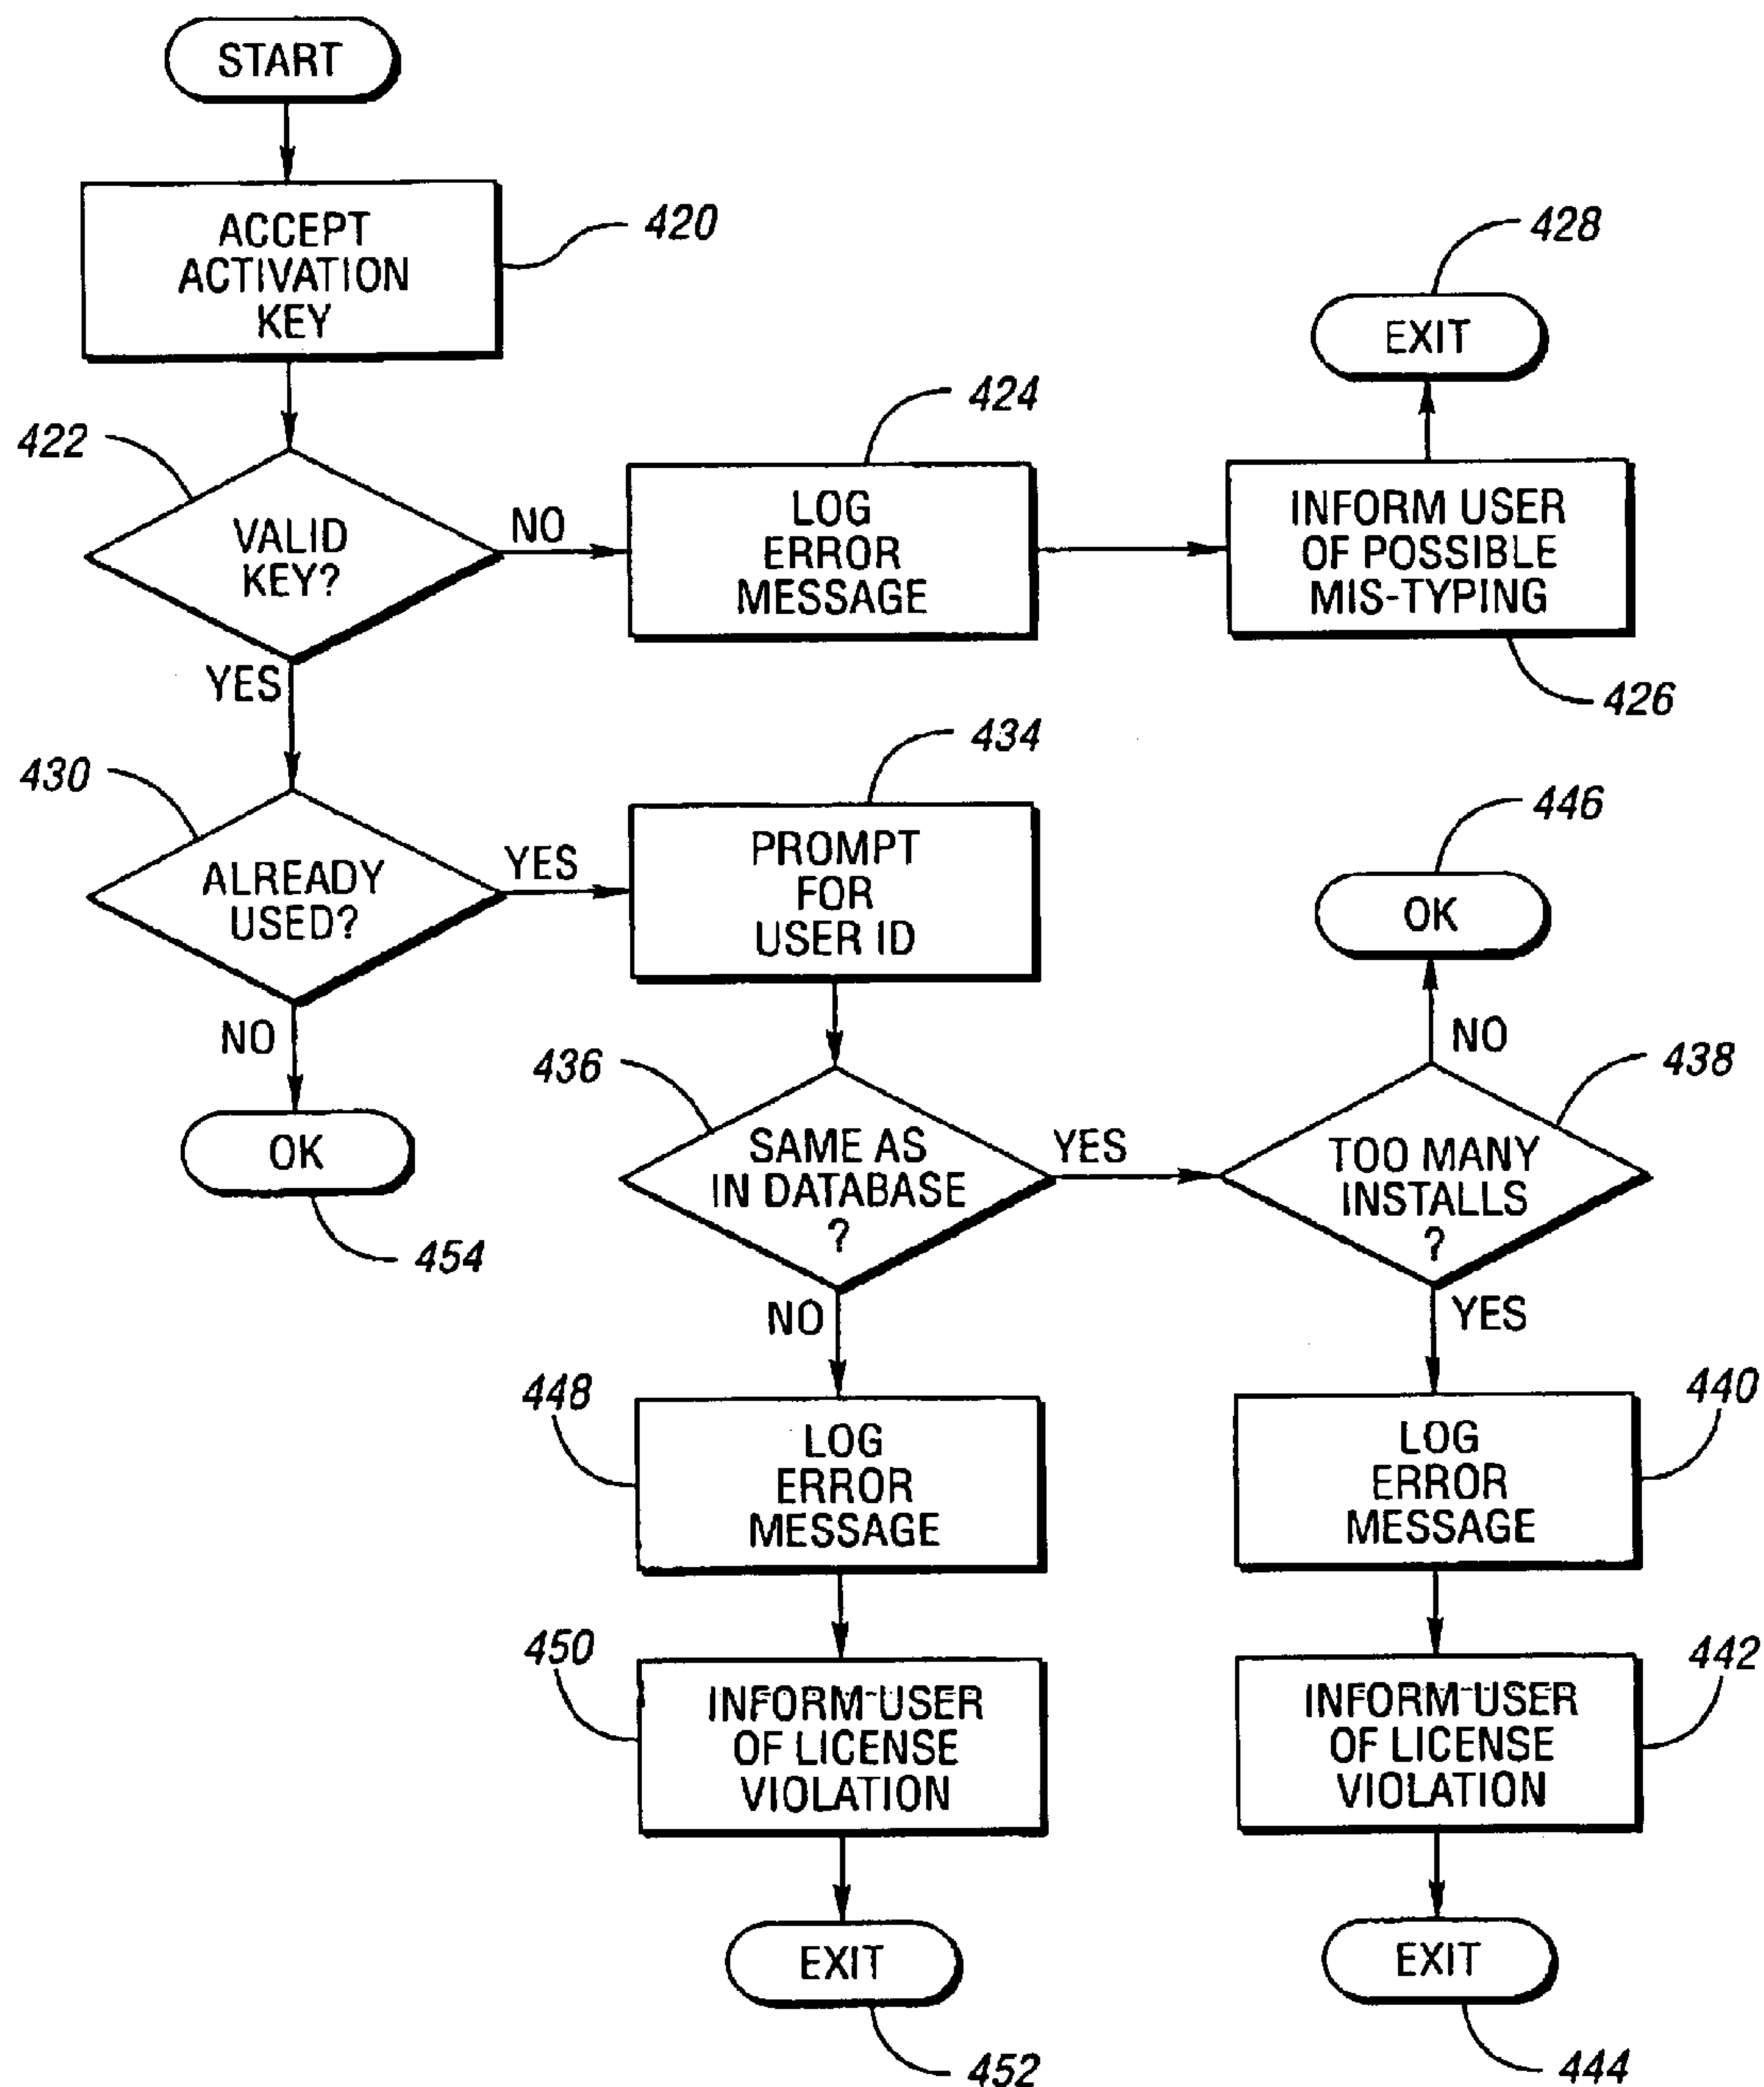 START
ACCEPT
ACTIVATION
KEY
420
428
EXIT
422
VALID
KEY?
NO
424
LOG
ERROR
MESSAGE
INFORM USER
OF POSSIBLE
MIS-TYPING
426
YES
430
ALREADY
USED?
YES
434
PROMPT
FOR
USER ID
446
OK
NO
OK
454
436
SAME AS
IN DATABASE
?
YES
NO
438
TOO MANY
INSTALLS
?
NO
YES
448
LOG
ERROR
MESSAGE
440
LOG
ERROR
MESSAGE
450
INFORM USER
OF LICENSE
VIOLATION
442
INFORM USER
OF LICENSE
VIOLATION
EXIT
452
EXIT
444